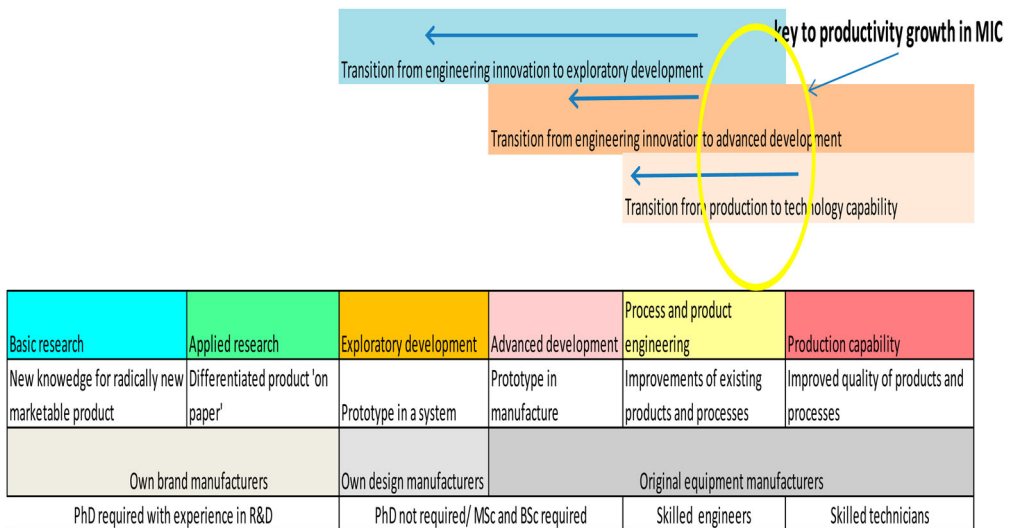 key to productivity growth in MIC
Transition from engineering innovation to exploratory development
Transition from engineering innovation to advanced development
Transition from production to technology capability
Basic research
Applied research
Exploratory development
Advanced development
Process and product
engineering
Production capability
New knowedge for radically new
marketable product
Differentiated product 'on
paper'
Prototype in a system
Prototype in
manufacture
Improvements of existing
products and processes
Improved quality of products and
processes
Own brand manufacturers
Own design manufacturers
Original equipment manufacturers
PhD required with experience in R&D
PhD not required/ MSc and BSc required
Skilled engineers
Skilled technicians